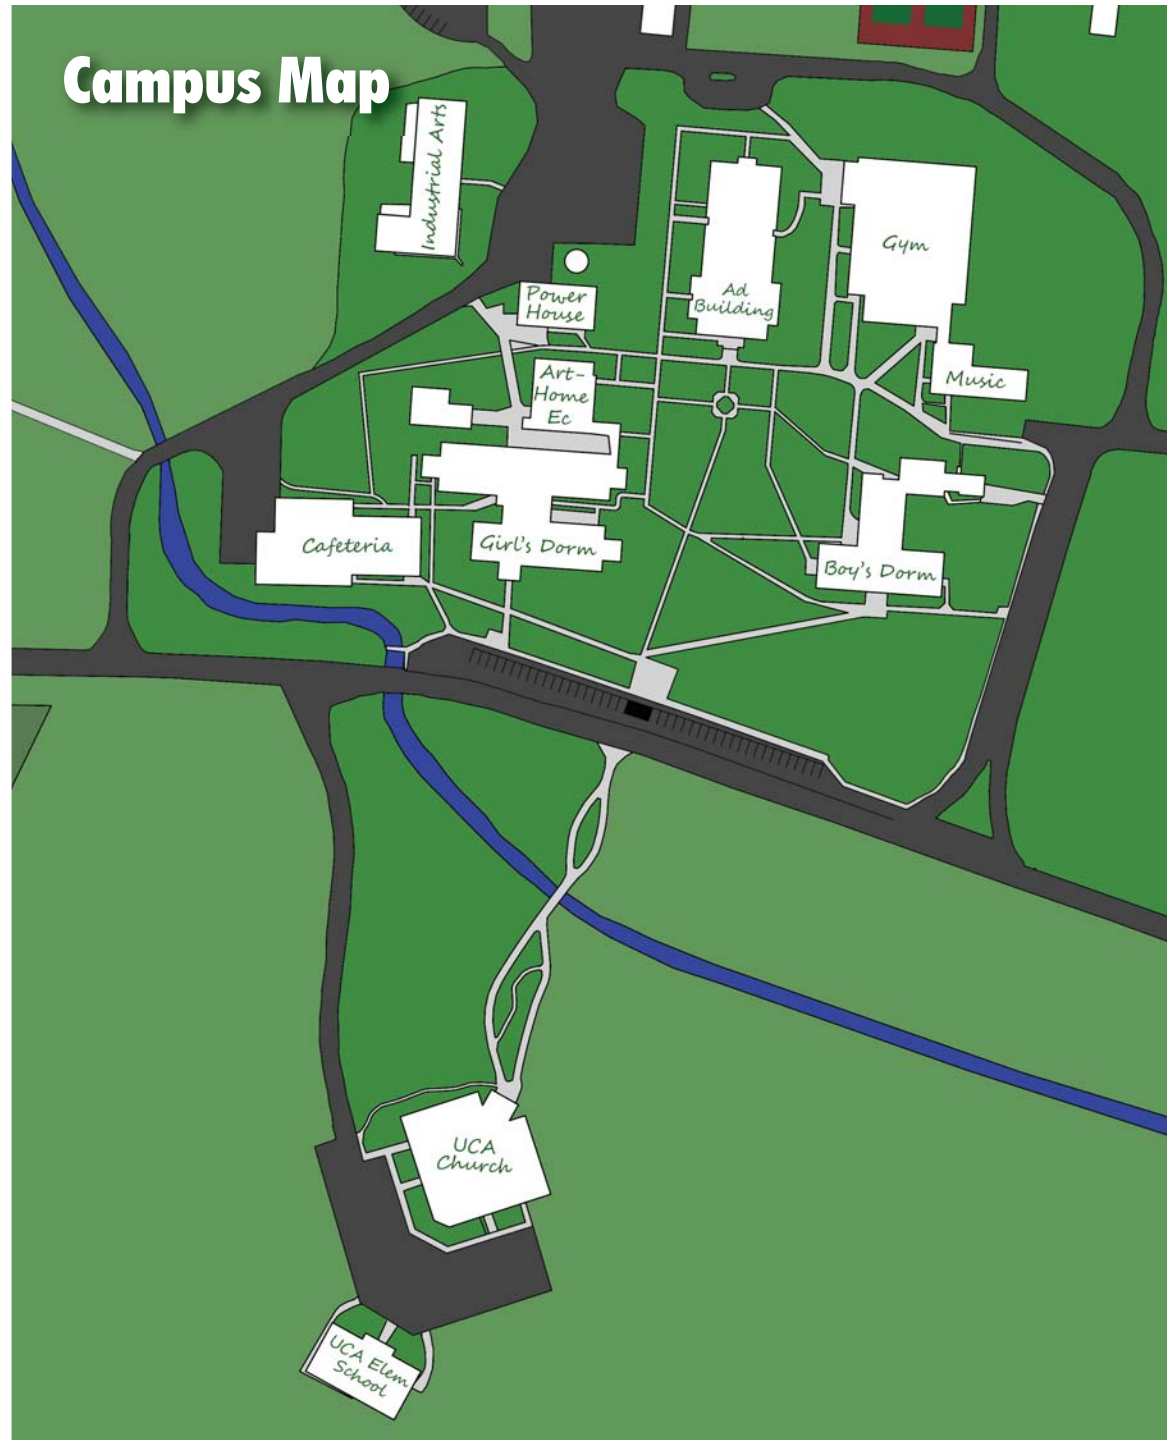 Campus Map
Industrial Arts
Gym
Power
House
Ad
Building
Art-
Home
Ec
Music
Cafeteria
Girl's Dorm
Boy's Dorm
UCA
Church
UCA Elem
School